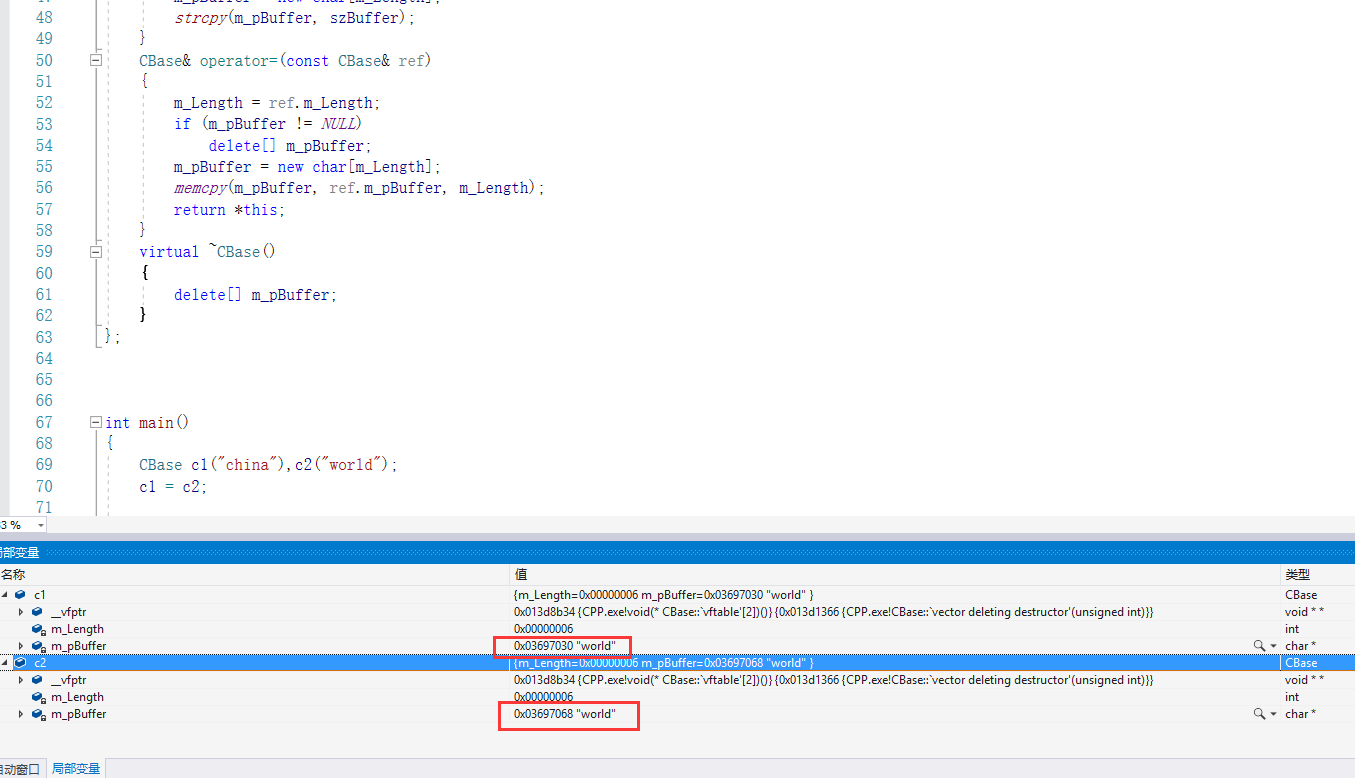 48 strcpy(m_pBuffer, szBuffer);
49 }
50 CBase& operator=(const CBase& ref)
51 {
52 m_Length = ref.m_Length;
53 if (m_pBuffer != NULL)
54 delete[] m_pBuffer;
55 m_pBuffer = new char[m_Length];
56 memcpy(m_pBuffer, ref.m_pBuffer, m_Length);
57 return *this;
58 }
59 virtual ~CBase()
60 {
61 delete[] m_pBuffer;
62 }
63 };
64
65
66
67 int main()
68 {
69 CBase c1("china"),c2("world");
70 c1 = c2;
71
3 %
局部变量
名称 值 类型
c1 {m_Length=0x00000006 m_pBuffer=0x03697030 "world" } CBase
__vfptr 0x013d8b34 {CPP.exe!void(* CBase::`vftable'[2])()} {0x013d1366 {CPP.exe!CBase::`vector deleting destructor'(unsigned int)}} void * *
m_Length 0x00000006 int
m_pBuffer 0x03697030 "world" char *
c2 {m_Length=0x00000006 m_pBuffer=0x03697068 "world" } CBase
__vfptr 0x013d8b34 {CPP.exe!void(* CBase::`vftable'[2])()} {0x013d1366 {CPP.exe!CBase::`vector deleting destructor'(unsigned int)}} void * *
m_Length 0x00000006 int
m_pBuffer 0x03697068 "world" char *
自动窗口 局部变量